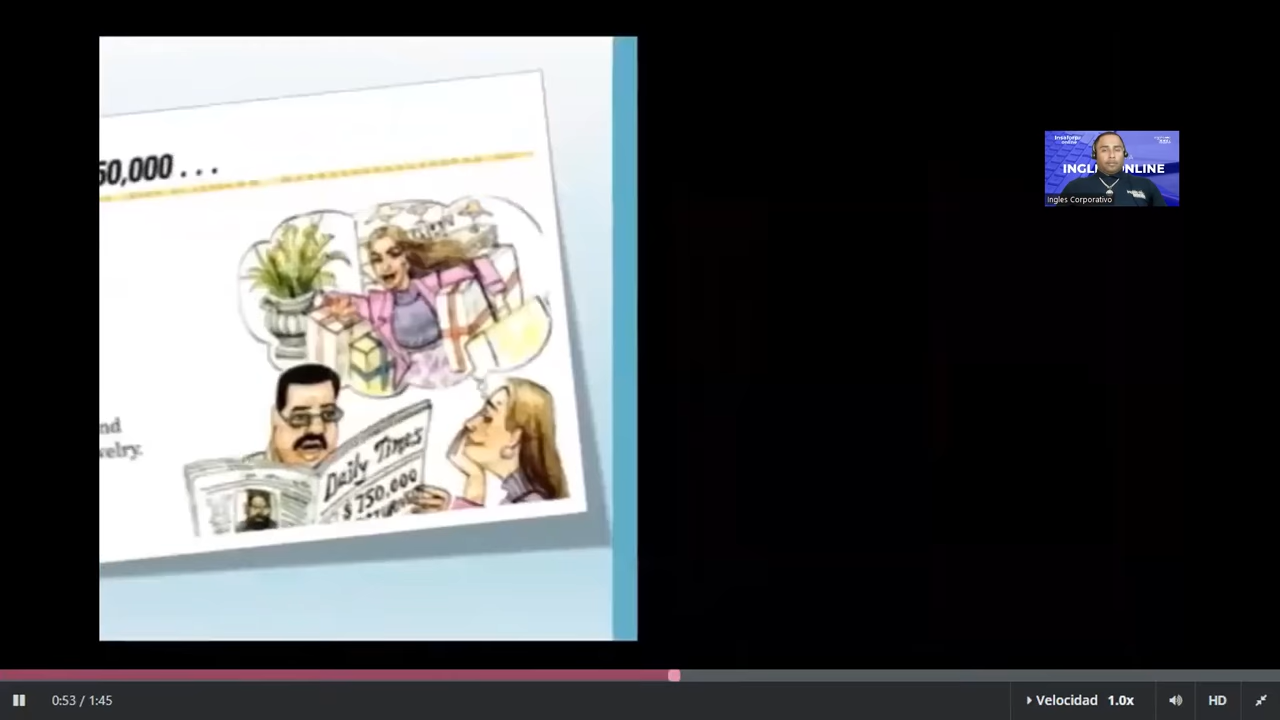 50,000 . . .
nd
welry.
Daily Times
$750,000
INGL ONLINE
Ingles Corporativo
0:53 / 1:45
Velocidad 1.0x
HD